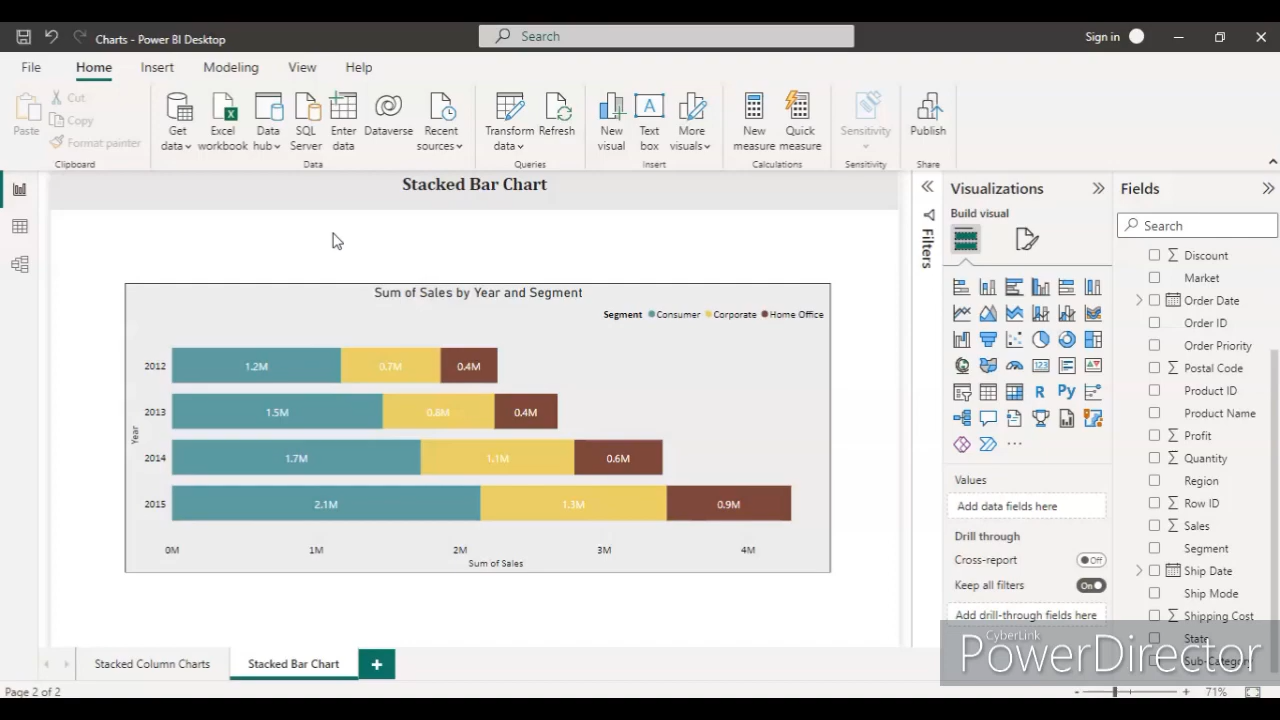 Charts - Power BI Desktop
Search
Sign in
File Home Insert Modeling View Help
Paste
Cut
Copy
Format painter
Clipboard
Get data
Excel workbook
Data hub
SQL Server
Enter data
Dataverse
Recent sources
Data
Transform data
Refresh
Queries
New visual
Text box
More visuals
Insert
New measure
Quick measure
Calculations
Sensitivity
Sensitivity
Publish
Share
Stacked Bar Chart
Sum of Sales by Year and Segment
Segment Consumer Corporate Home Office
Year
2012 1.2M 0.7M 0.4M
2013 1.5M 0.8M 0.4M
2014 1.7M 1.1M 0.6M
2015 2.1M 1.3M 0.9M
0M 1M 2M 3M 4M
Sum of Sales
Filters
Visualizations
Build visual
R Py
123
...
Values
Add data fields here
Drill through
Cross-report Off
Keep all filters On
Add drill-through fields here
Fields
Search
Discount
Market
Order Date
Order ID
Order Priority
Postal Code
Product ID
Product Name
Profit
Quantity
Region
Row ID
Sales
Segment
Ship Date
Ship Mode
Shipping Cost
State
Sub-Category
CyberLink
PowerDirector
Stacked Column Charts
Stacked Bar Chart
+
Page 2 of 2
- + 71%